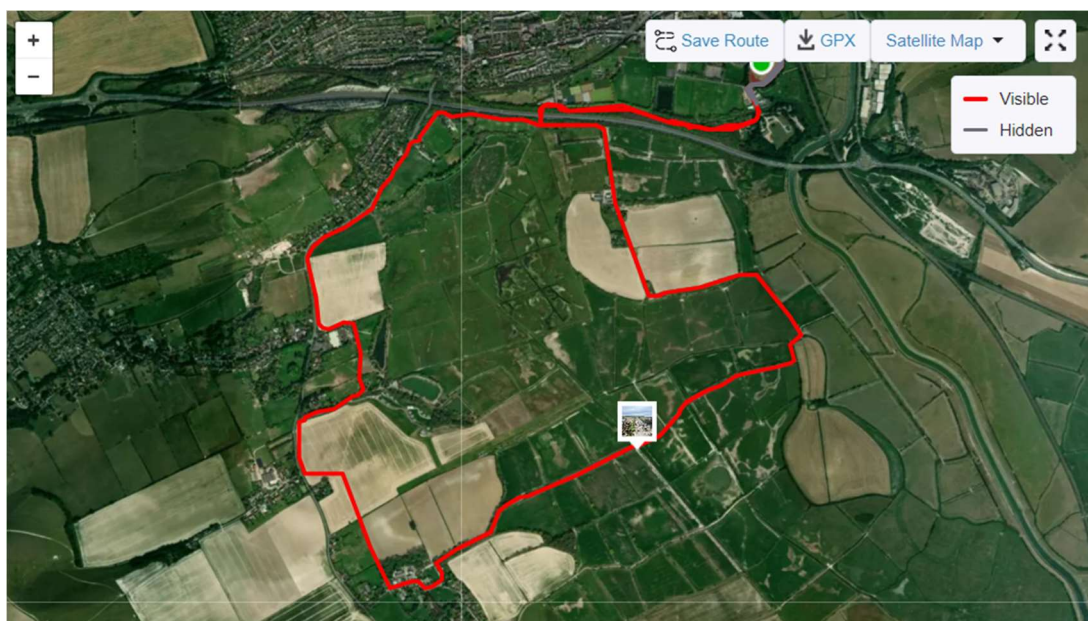 +
−
Save Route
GPX
Satellite Map
Visible
Hidden